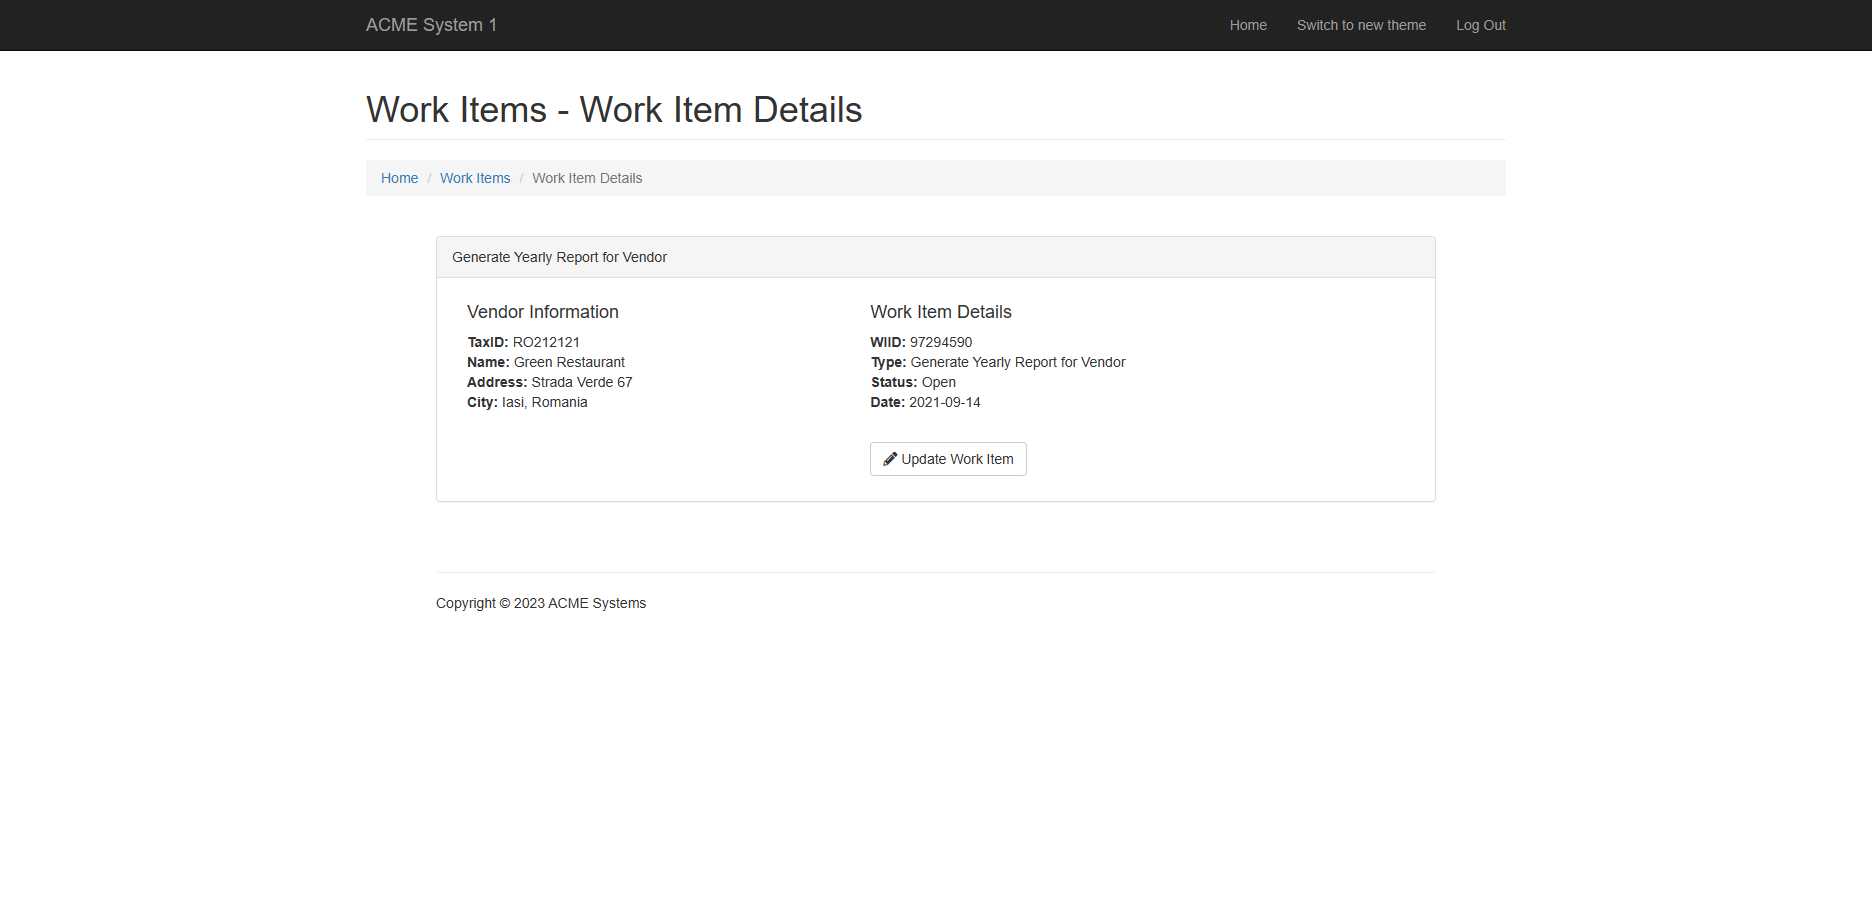 ACME System 1
Home
Switch to new theme
Log Out
Work Items - Work Item Details
Home / Work Items / Work Item Details
Generate Yearly Report for Vendor
Vendor Information
TaxID: RO212121
Name: Green Restaurant
Address: Strada Verde 67
City: Iasi, Romania
Work Item Details
WIID: 97294590
Type: Generate Yearly Report for Vendor
Status: Open
Date: 2021-09-14
Update Work Item
Copyright © 2023 ACME Systems